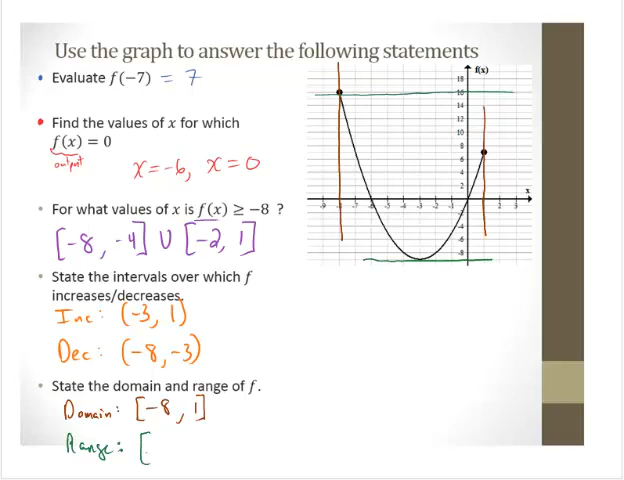 Use the graph to answer the following statements
• Evaluate f(−7) = 7
• Find the values of x for which
f(x) = 0
output
x=-6, x=0
• For what values of x is f(x) ≥ −8 ?
[-8, -4] ∪ [-2, 1]
• State the intervals over which f
increases/decreases.
Inc: (-3, 1)
Dec: (-8, -3)
• State the domain and range of f.
Domain: [-8, 1]
Range: [
f(x)
18
16
14
12
10
8
6
4
2
x
-9 -8 -7 -5 -4 -3 -2 -1 1 2 3
-4
-6
-8